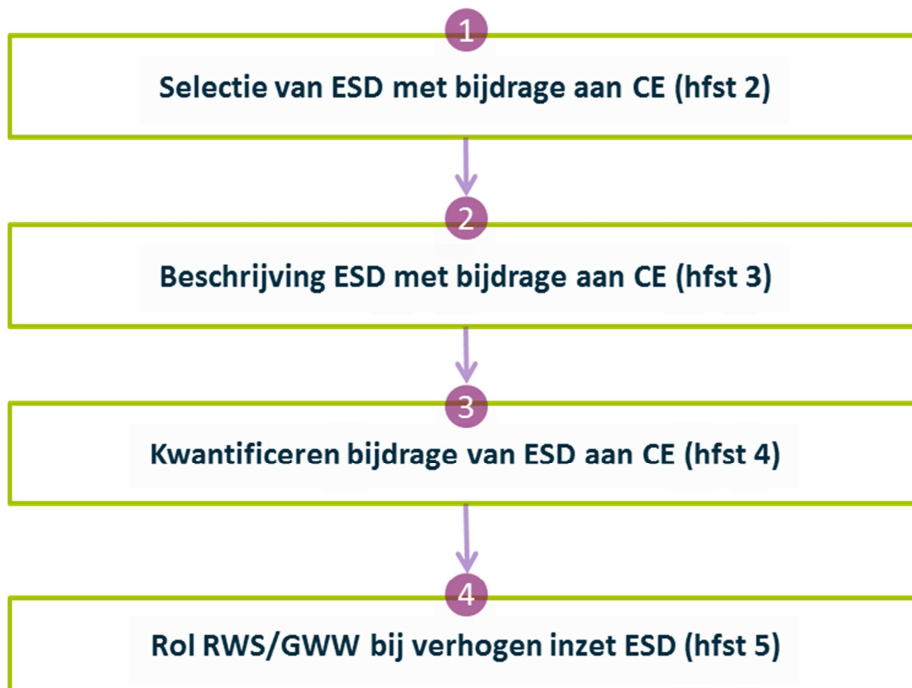 1
Selectie van ESD met bijdrage aan CE (hfst 2)
2
Beschrijving ESD met bijdrage aan CE (hfst 3)
3
Kwantificeren bijdrage van ESD aan CE (hfst 4)
4
Rol RWS/GWW bij verhogen inzet ESD (hfst 5)